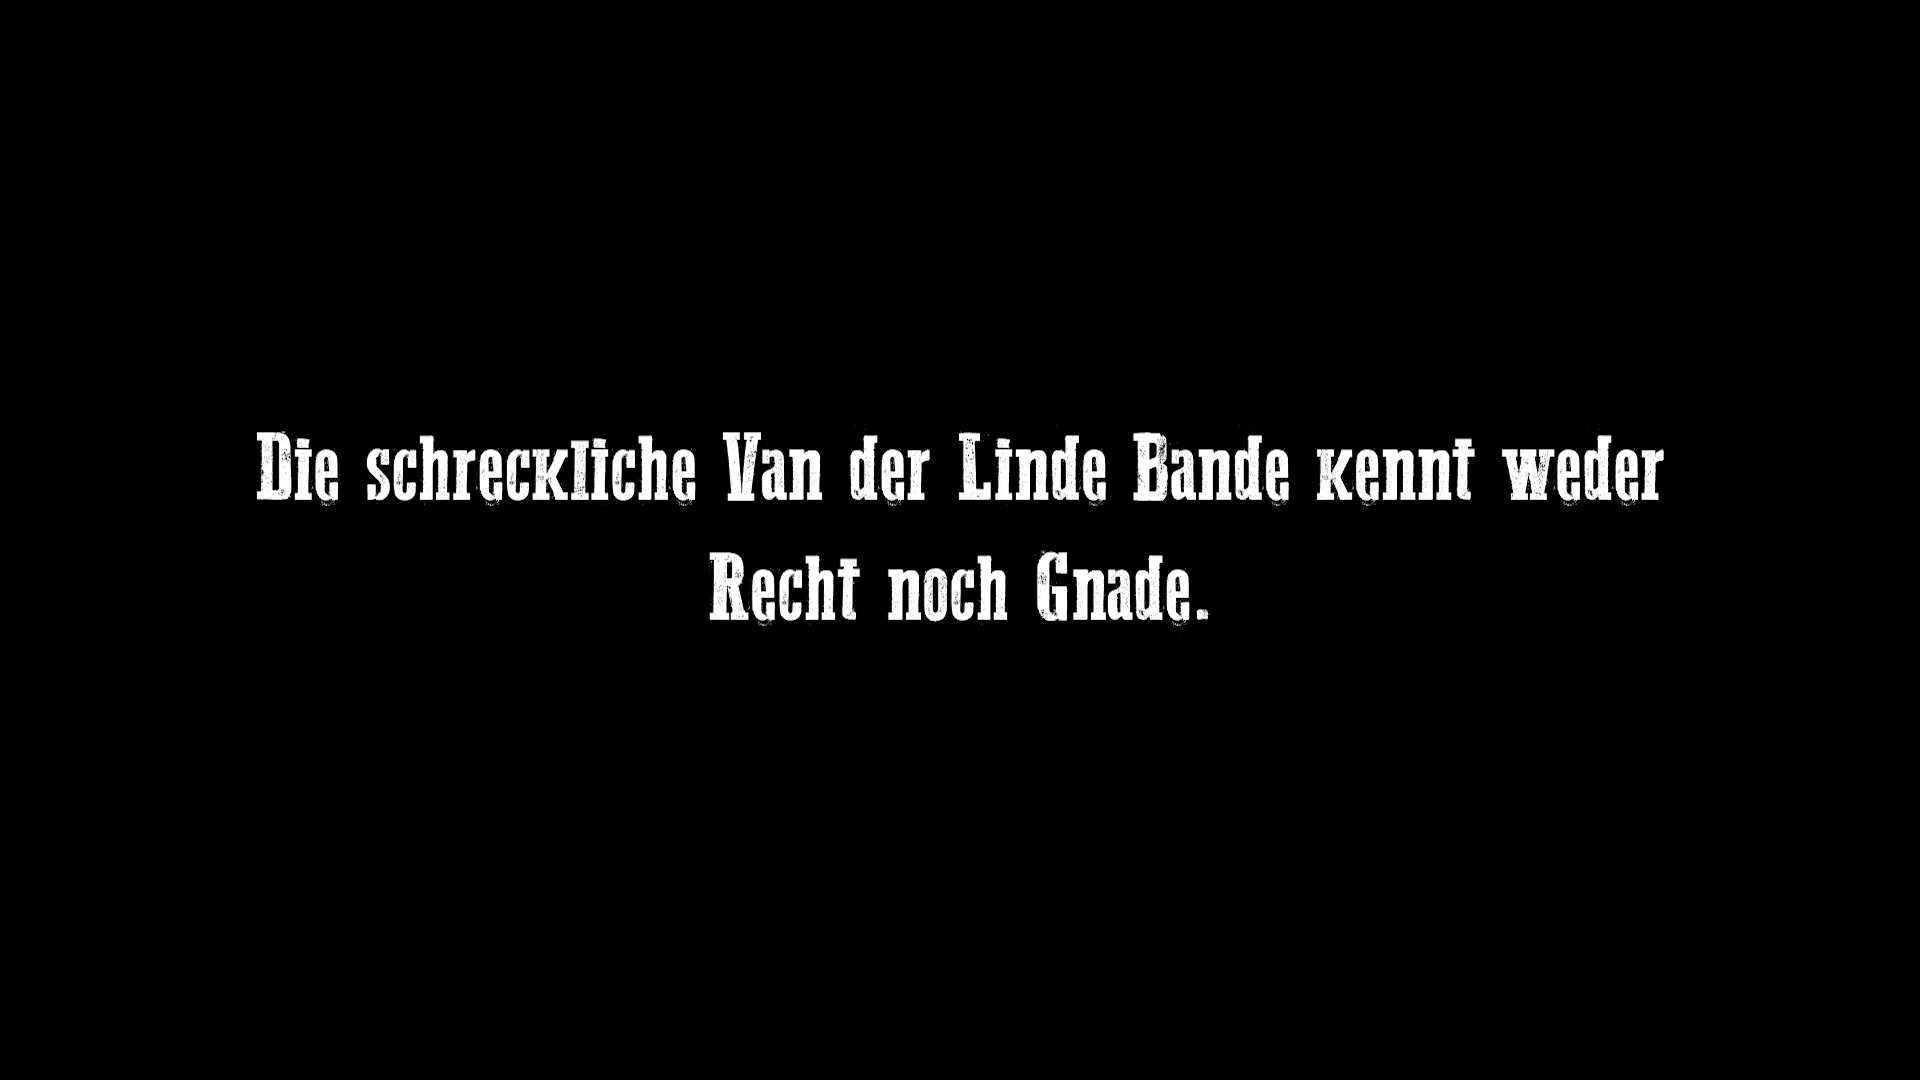 Die schreckliche Van der Linde Bande kennt weder
Recht noch Gnade.